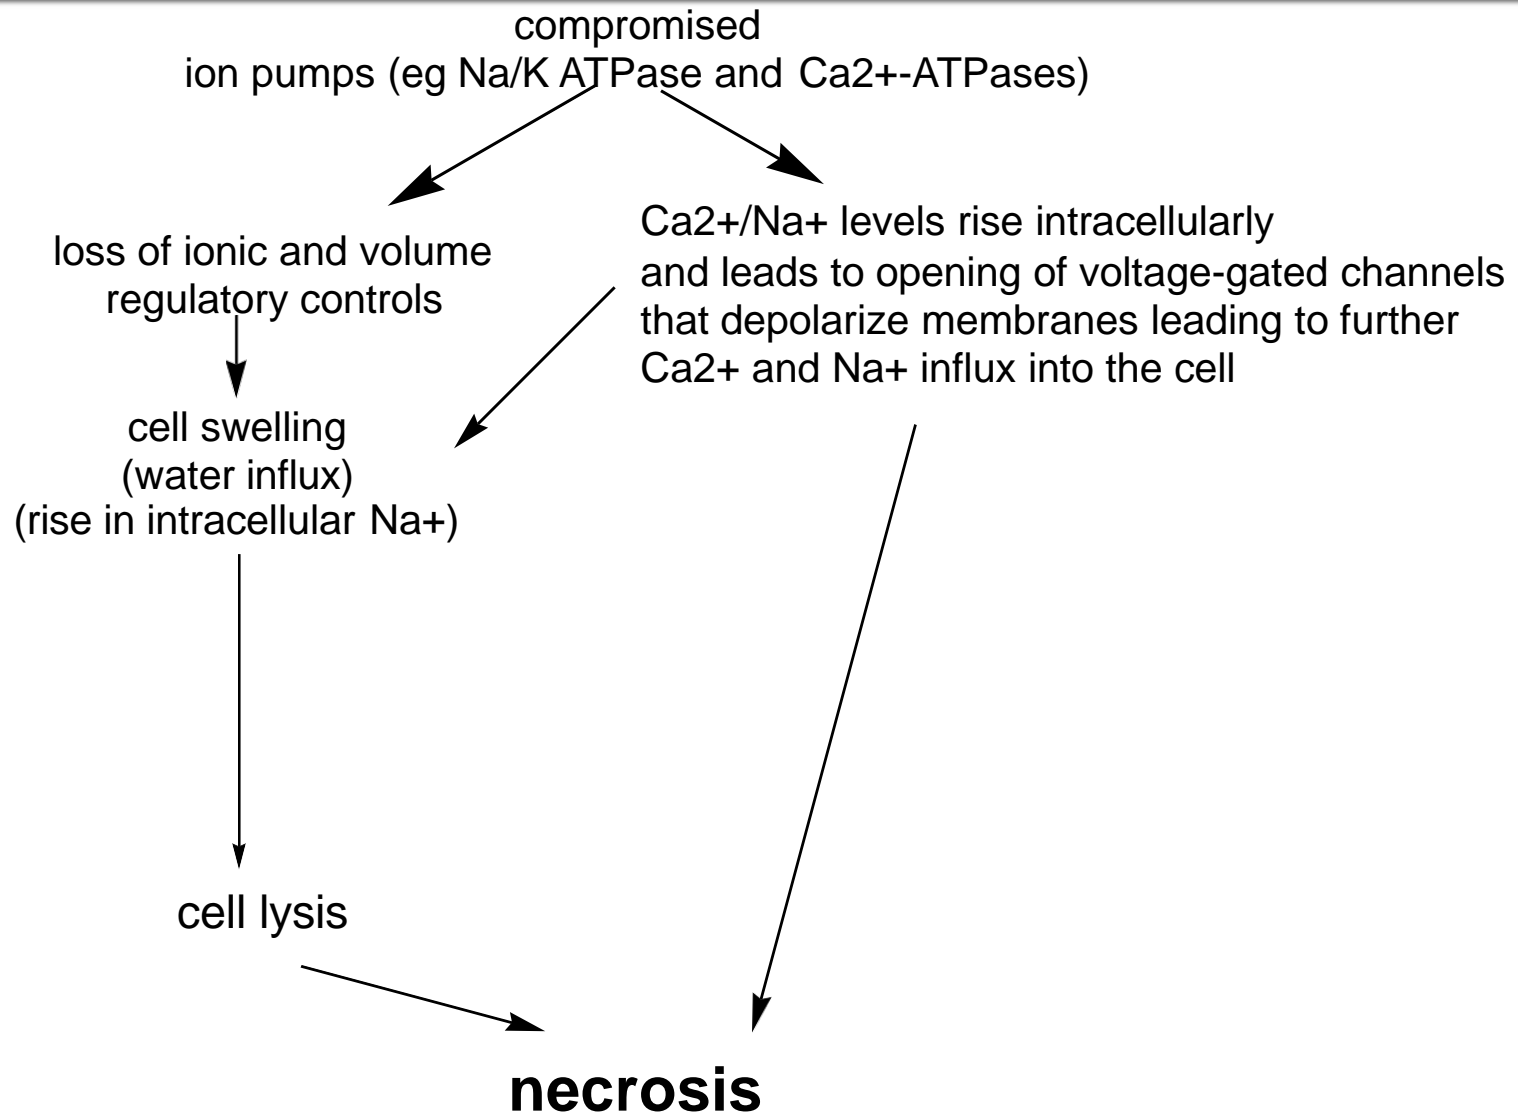 compromised
ion pumps (eg Na/K ATPase and Ca2+-ATPases)
loss of ionic and volume
regulatory controls
Ca2+/Na+ levels rise intracellularly
and leads to opening of voltage-gated channels
that depolarize membranes leading to further
Ca2+ and Na+ influx into the cell
cell swelling
(water influx)
(rise in intracellular Na+)
cell lysis
necrosis